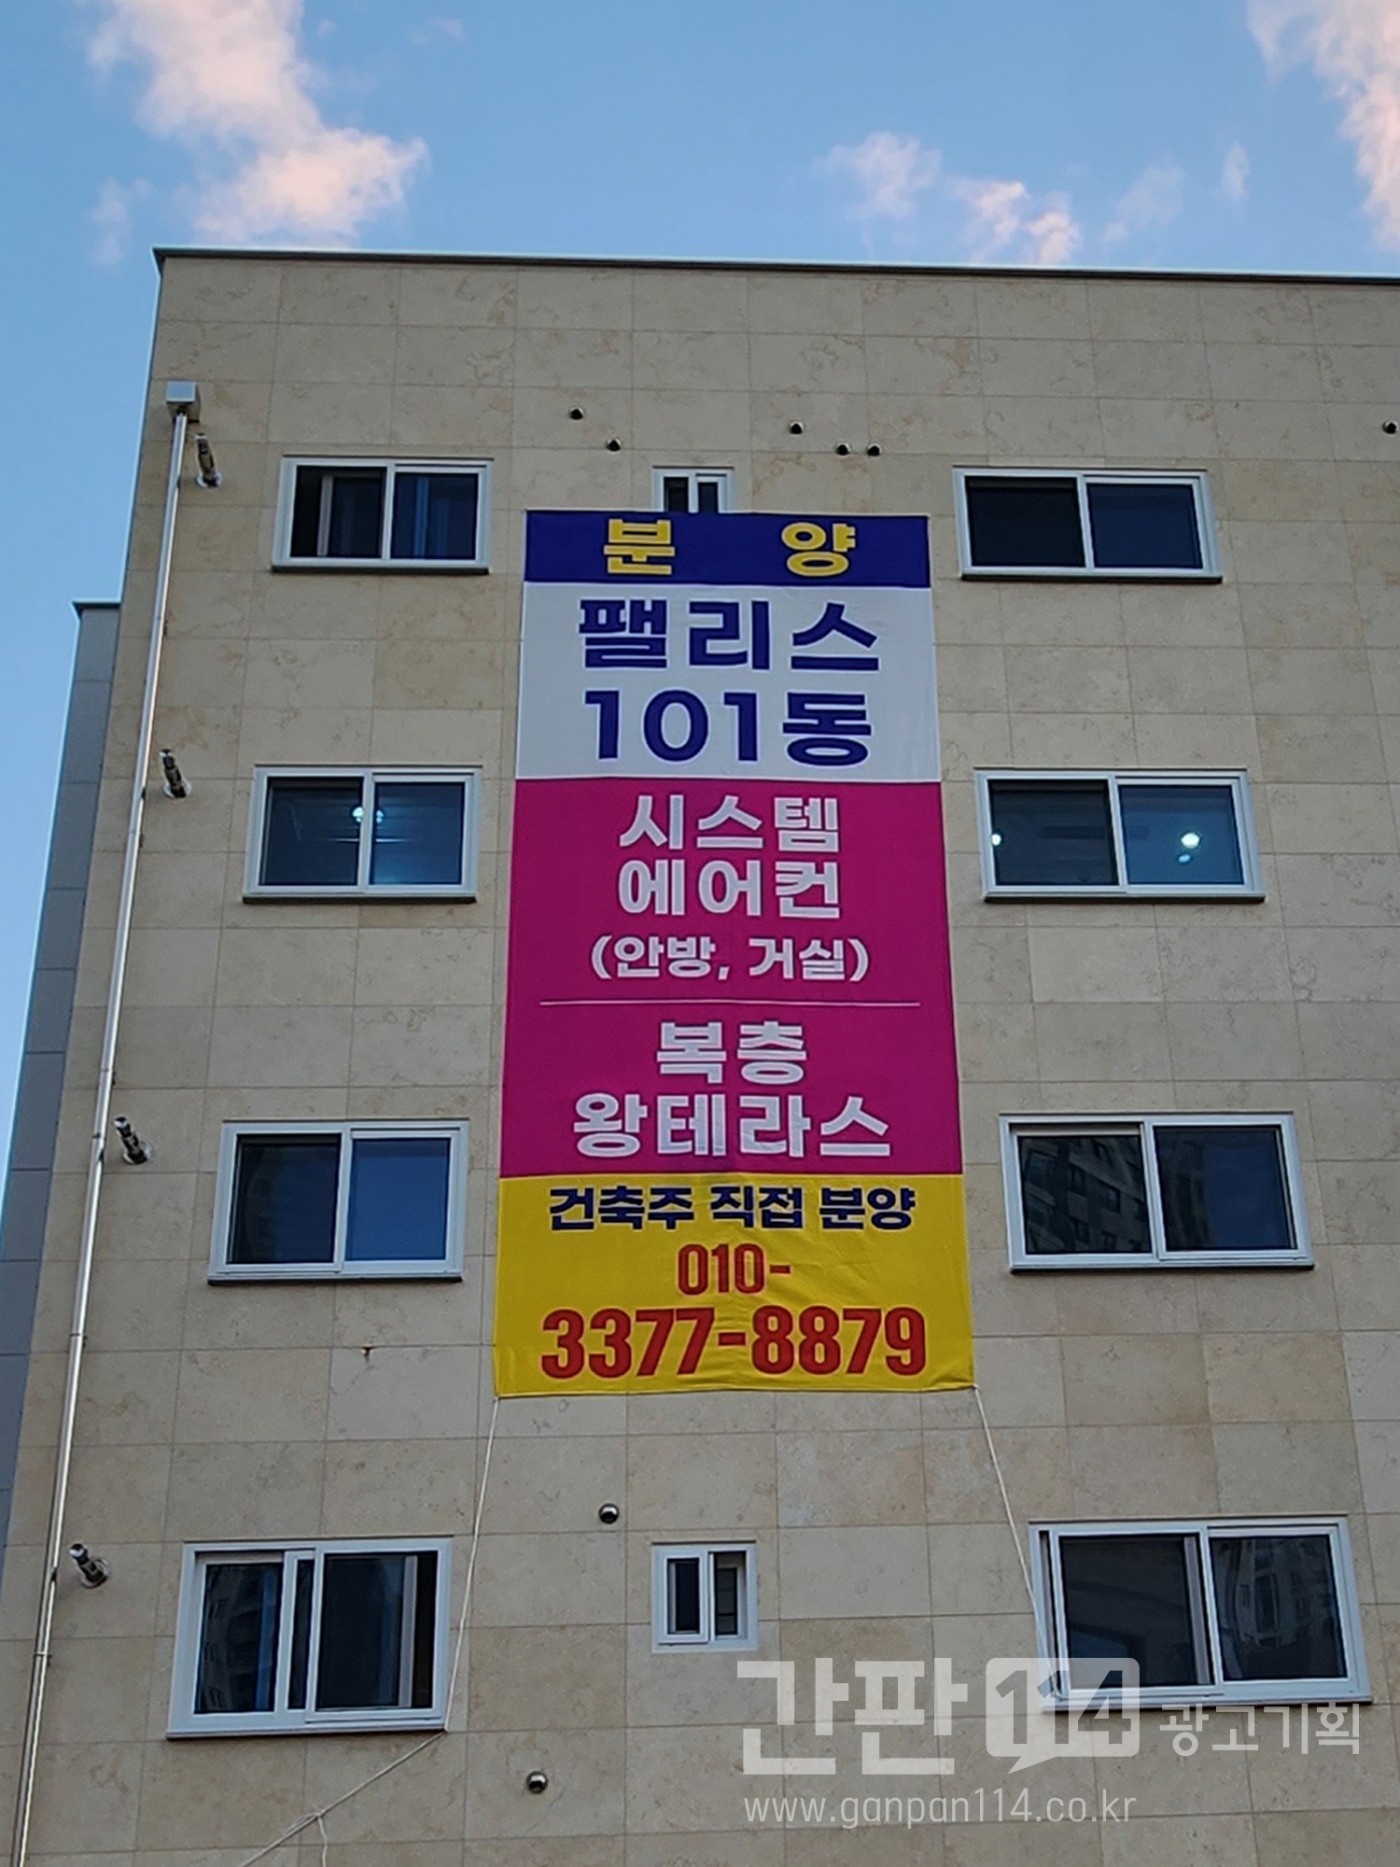 분 양
팰리스
101동
시스템
에어컨
(안방, 거실)
복층
왕테라스
건축주 직접 분양
010-
3377-8879
간판114 광고기획
www.ganpan114.co.kr